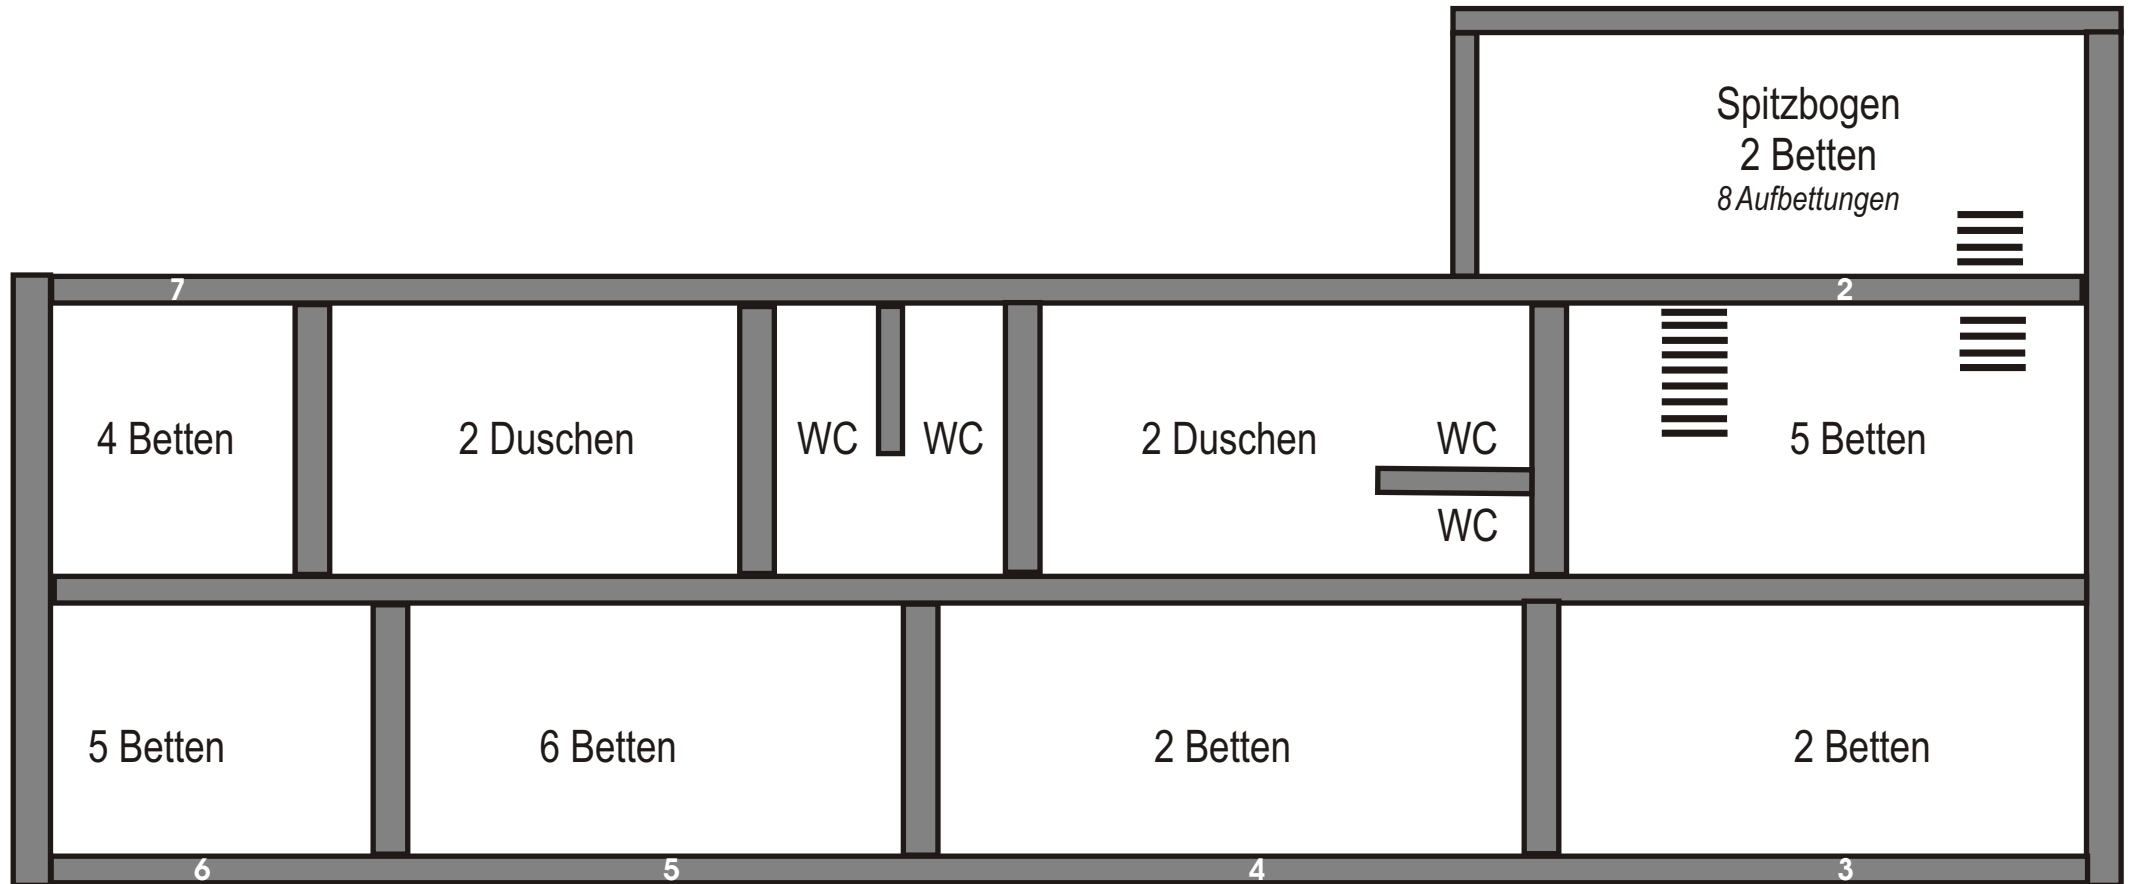 Spitzbogen
2 Betten
8 Aufbettungen
7
2
4 Betten
2 Duschen
WC
WC
2 Duschen
WC
WC
5 Betten
5 Betten
6 Betten
2 Betten
2 Betten
6
5
4
3